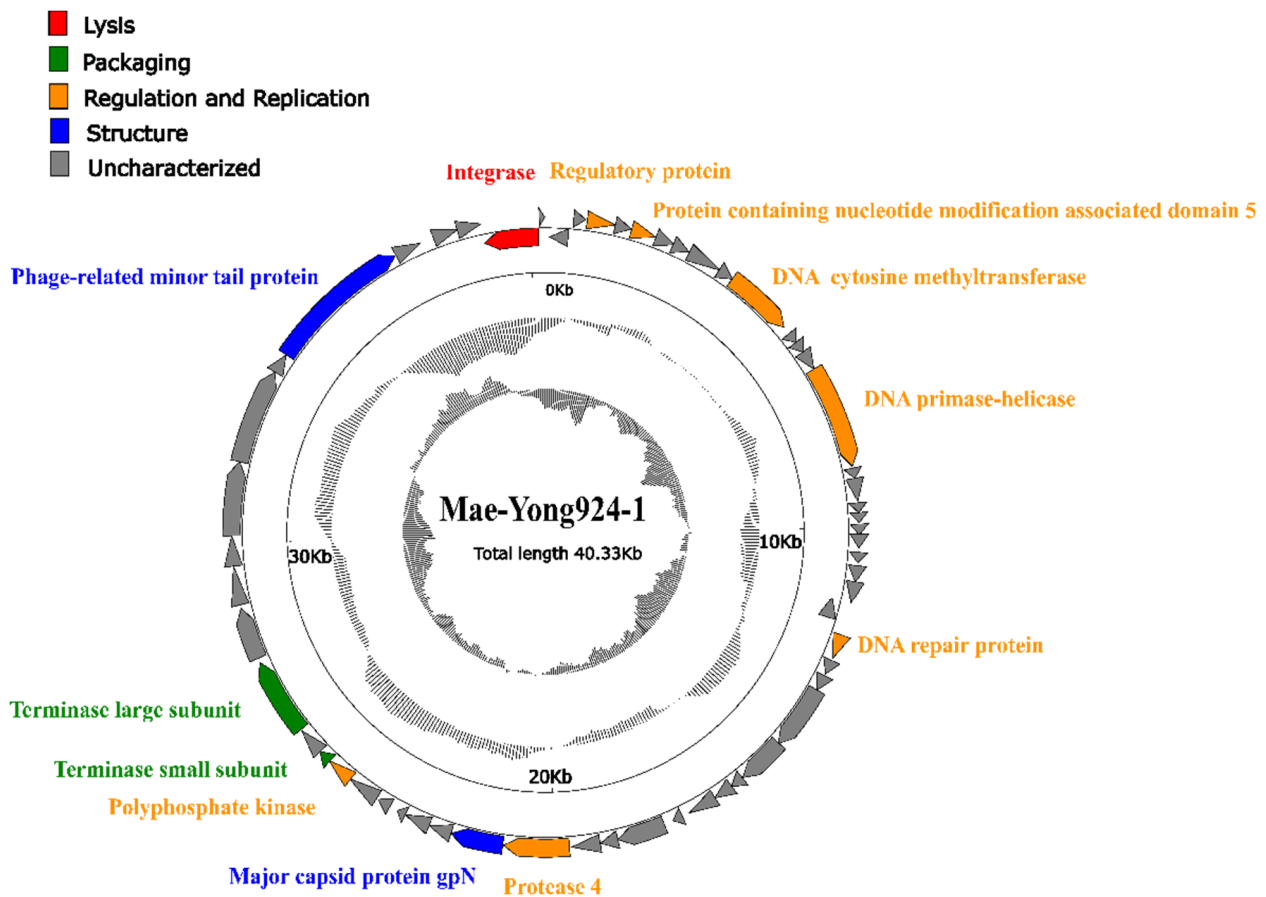 Lysis
Packaging
Regulation and Replication
Structure
Uncharacterized
Integrase
Regulatory protein
Protein containing nucleotide modification associated domain 5
Phage-related minor tail protein
DNA cytosine methyltransferase
0Kb
DNA primase-helicase
Mae-Yong924-1
Total length 40.33Kb
10Kb
30Kb
DNA repair protein
Terminase large subunit
Terminase small subunit
20Kb
Polyphosphate kinase
Major capsid protein gpN
Protease 4